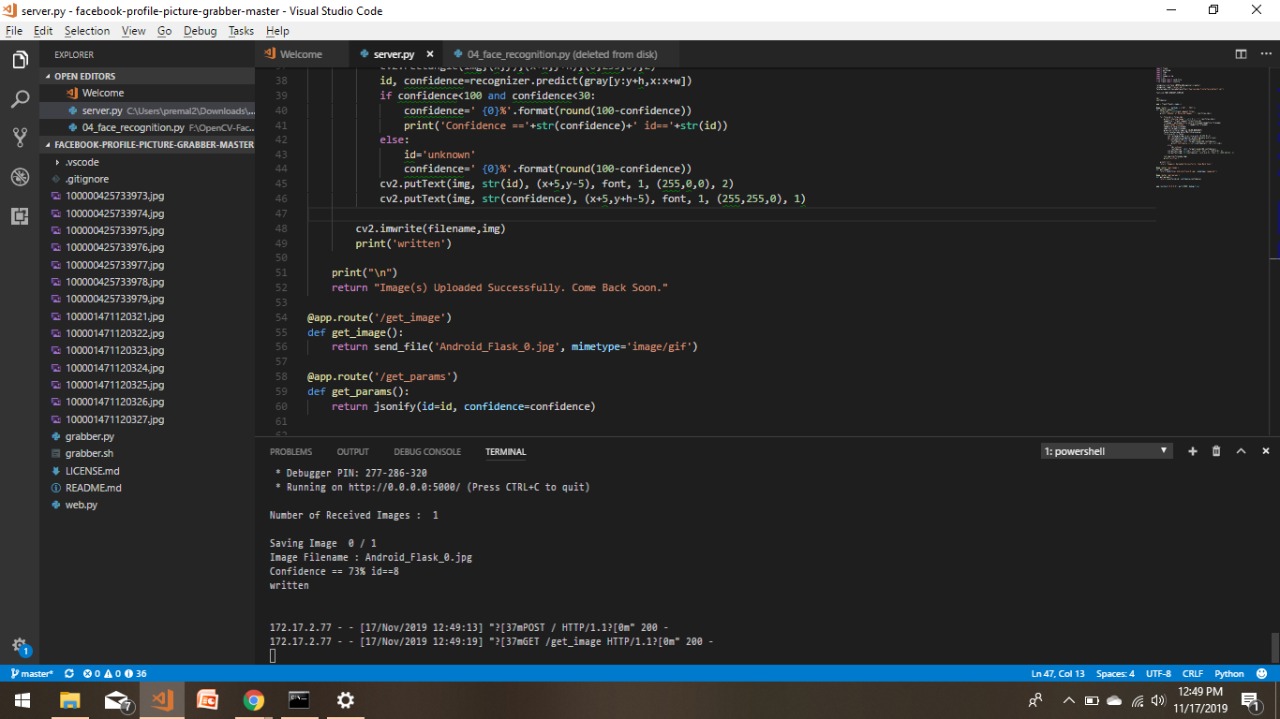 server.py - facebook-profile-picture-grabber-master - Visual Studio Code
File Edit Selection View Go Debug Tasks Help
EXPLORER
OPEN EDITORS
Welcome
server.py C:\Users\premal2\Downloads\...
04_face_recognition.py F:\OpenCV-Fac...
FACEBOOK-PROFILE-PICTURE-GRABBER-MASTER
.vscode
.gitignore
100000425733973.jpg
100000425733974.jpg
100000425733975.jpg
100000425733976.jpg
100000425733977.jpg
100000425733978.jpg
100000425733979.jpg
100001471120321.jpg
100001471120322.jpg
100001471120323.jpg
100001471120324.jpg
100001471120325.jpg
100001471120326.jpg
100001471120327.jpg
grabber.py
grabber.sh
LICENSE.md
README.md
web.py
Welcome server.py 04_face_recognition.py (deleted from disk)
38 id, confidence=recognizer.predict(gray[y:y+h,x:x+w])
39 if confidence<100 and confidence<30:
40 confidence=' {0}%'.format(round(100-confidence))
41 print('Confidence =='+str(confidence)+' id=='+str(id))
42 else:
43 id='unknown'
44 confidence=' {0}%'.format(round(100-confidence))
45 cv2.putText(img, str(id), (x+5,y-5), font, 1, (255,0,0), 2)
46 cv2.putText(img, str(confidence), (x+5,y+h-5), font, 1, (255,255,0), 1)
47
48 cv2.imwrite(filename,img)
49 print('written')
50
51 print("\n")
52 return "Image(s) Uploaded Successfully. Come Back Soon."
53
54 @app.route('/get_image')
55 def get_image():
56 return send_file('Android_Flask_0.jpg', mimetype='image/gif')
57
58 @app.route('/get_params')
59 def get_params():
60 return jsonify(id=id, confidence=confidence)
61
PROBLEMS OUTPUT DEBUG CONSOLE TERMINAL 1: powershell
* Debugger PIN: 277-286-320
* Running on http://0.0.0.0:5000/ (Press CTRL+C to quit)
Number of Received Images : 1
Saving Image 0 / 1
Image Filename : Android_Flask_0.jpg
Confidence == 73% id==8
written
172.17.2.77 - - [17/Nov/2019 12:49:13] "?[37mPOST / HTTP/1.1?[0m" 200 -
172.17.2.77 - - [17/Nov/2019 12:49:19] "?[37mGET /get_image HTTP/1.1?[0m" 200 -
1
master* 0 0 36 Ln 47, Col 13 Spaces: 4 UTF-8 CRLF Python
7
12:49 PM
11/17/2019
1